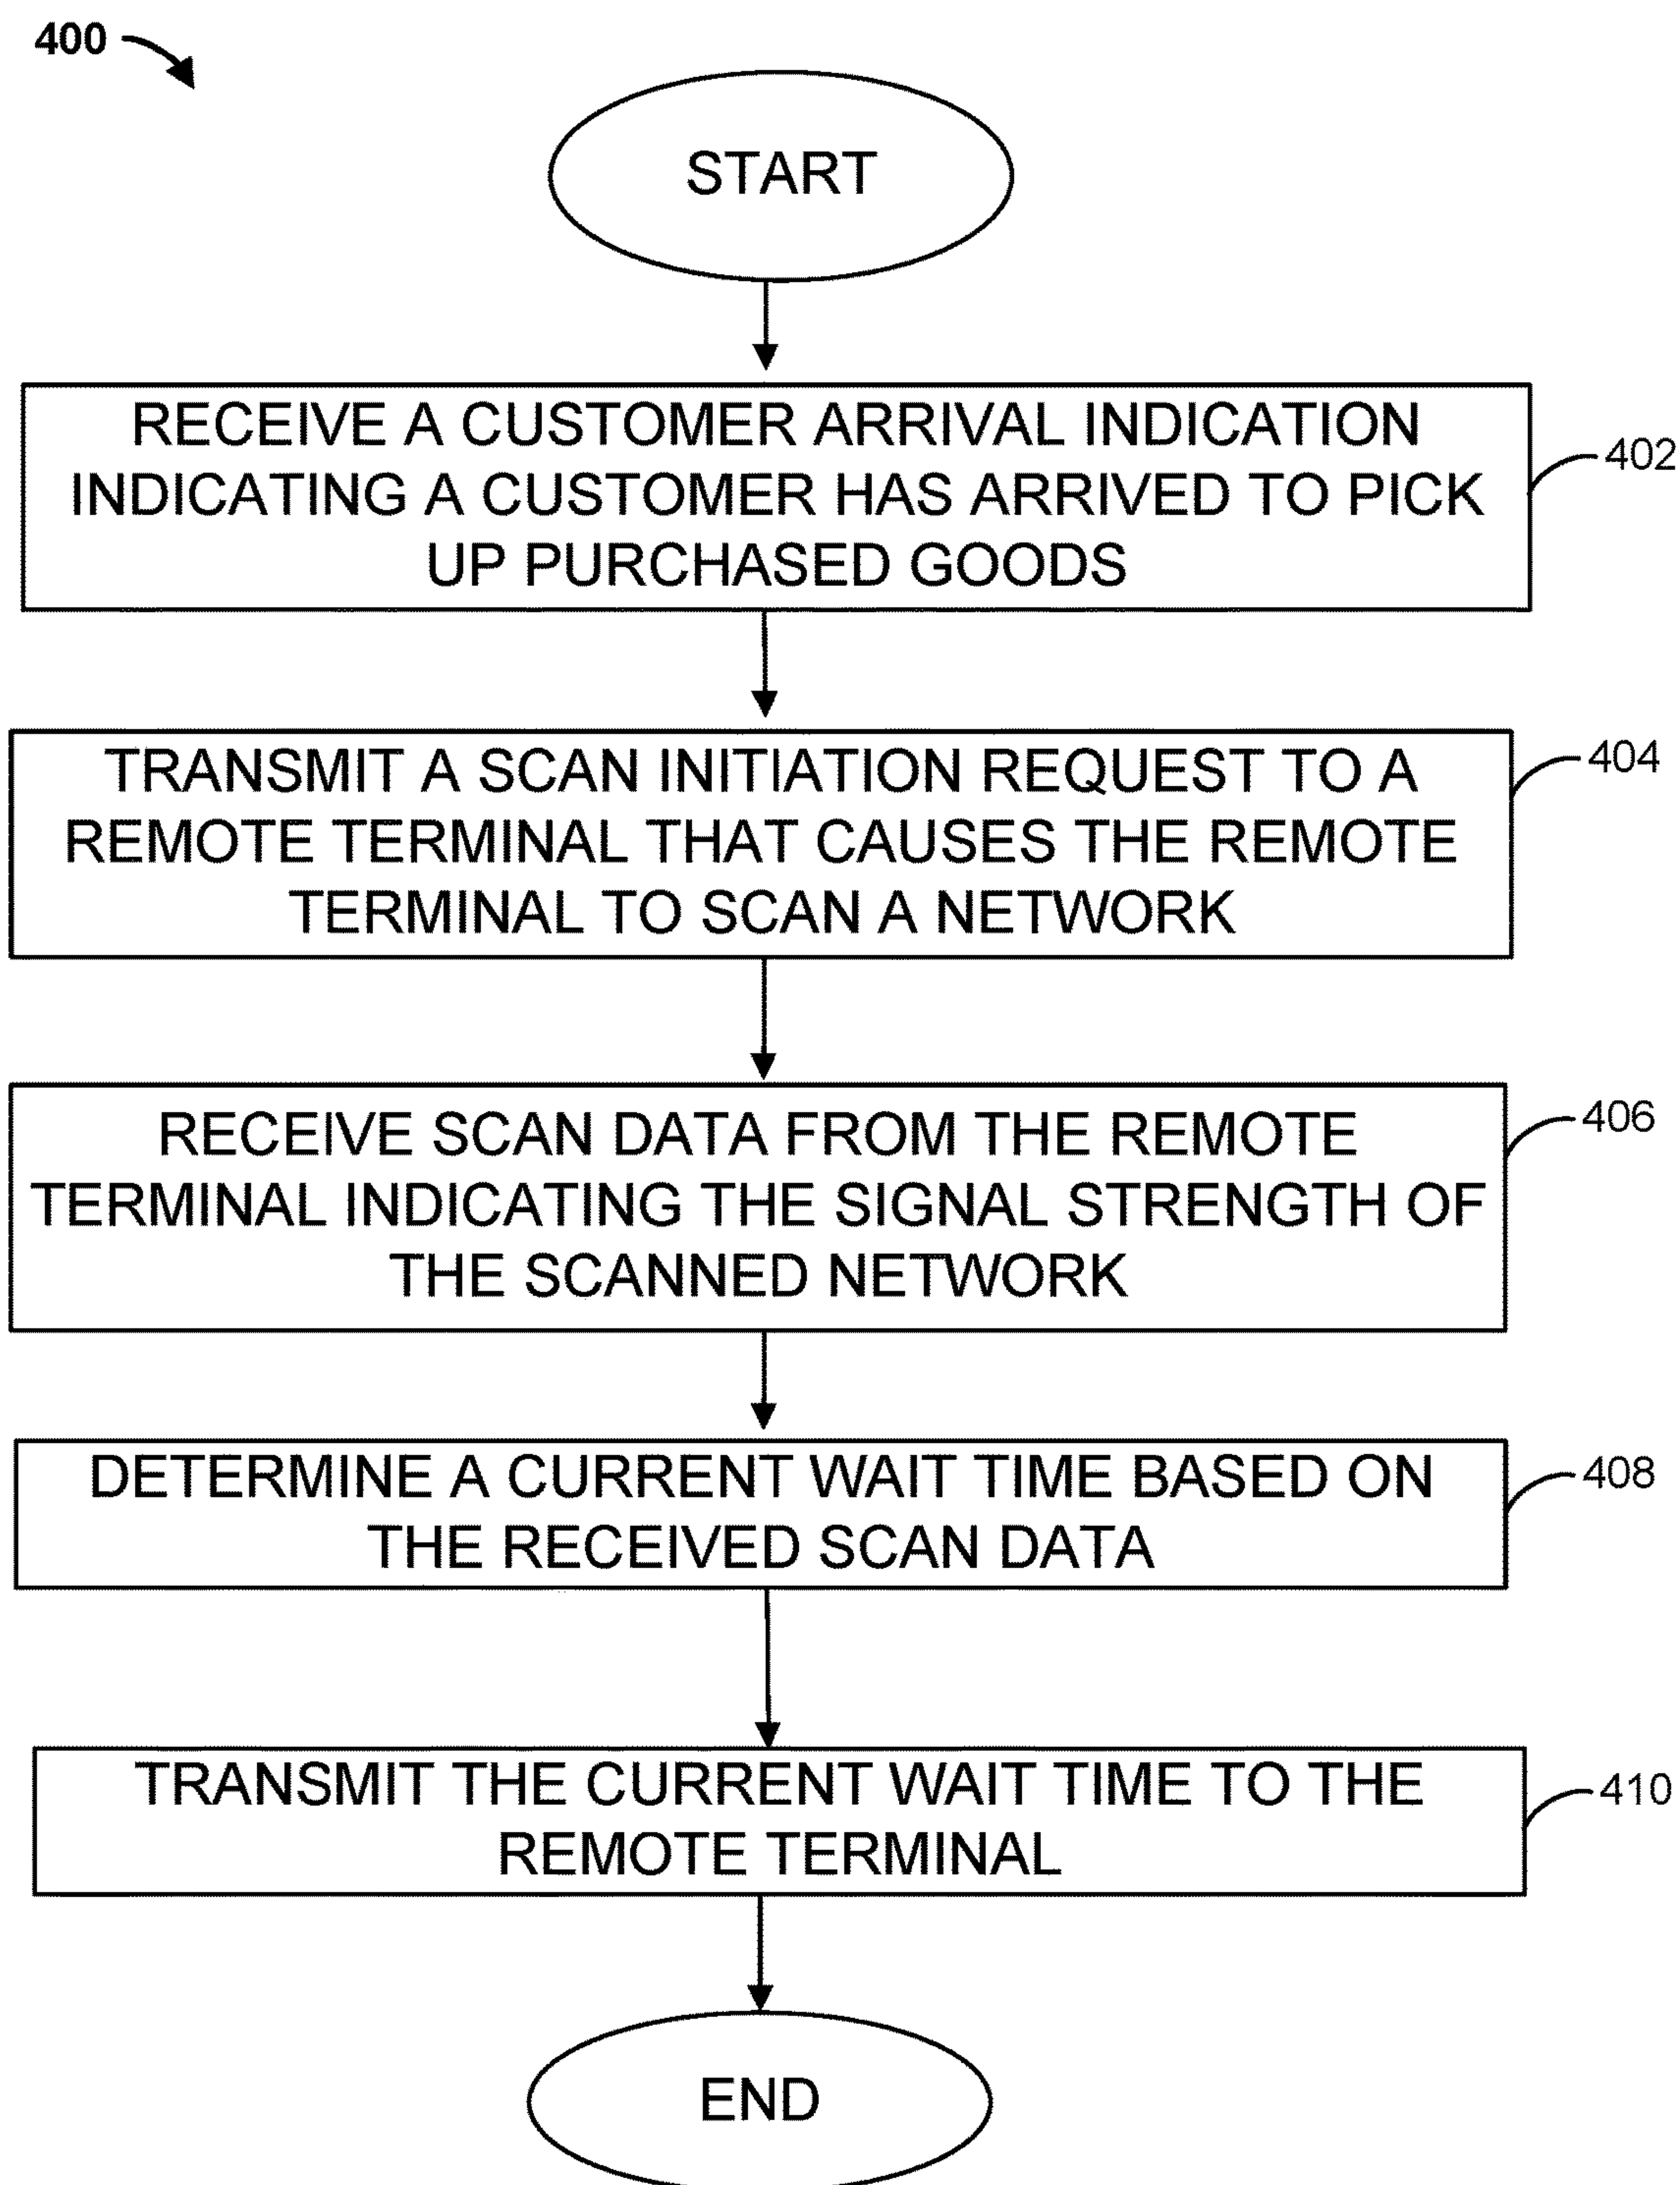 400
START
RECEIVE A CUSTOMER ARRIVAL INDICATION
INDICATING A CUSTOMER HAS ARRIVED TO PICK
UP PURCHASED GOODS
402
TRANSMIT A SCAN INITIATION REQUEST TO A
REMOTE TERMINAL THAT CAUSES THE REMOTE
TERMINAL TO SCAN A NETWORK
404
RECEIVE SCAN DATA FROM THE REMOTE
TERMINAL INDICATING THE SIGNAL STRENGTH OF
THE SCANNED NETWORK
406
DETERMINE A CURRENT WAIT TIME BASED ON
THE RECEIVED SCAN DATA
408
TRANSMIT THE CURRENT WAIT TIME TO THE
REMOTE TERMINAL
410
END